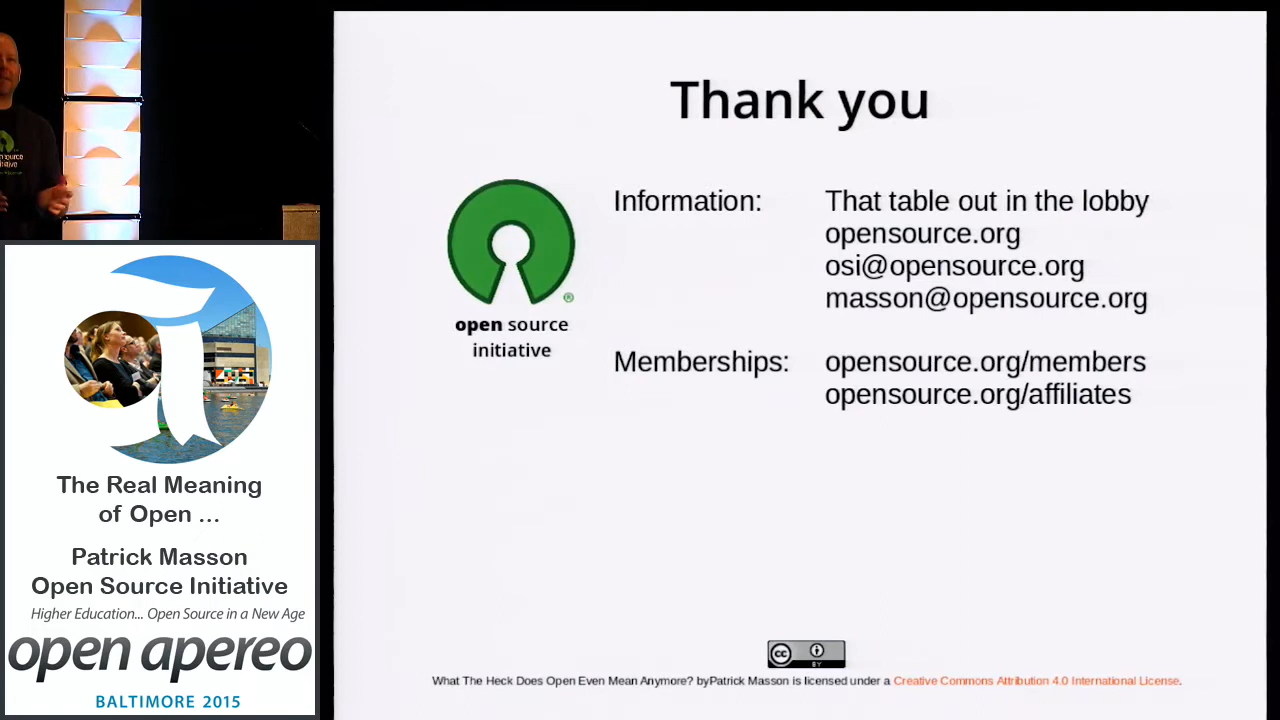 Thank you
open source
initiative
®
Information:
That table out in the lobby
opensource.org
osi@opensource.org
masson@opensource.org
Memberships:
opensource.org/members
opensource.org/affiliates
cc
BY
What The Heck Does Open Even Mean Anymore? byPatrick Masson is licensed under a Creative Commons Attribution 4.0 International License.
The Real Meaning
of Open ...
Patrick Masson
Open Source Initiative
Higher Education... Open Source in a New Age
open apereo
BALTIMORE 2015